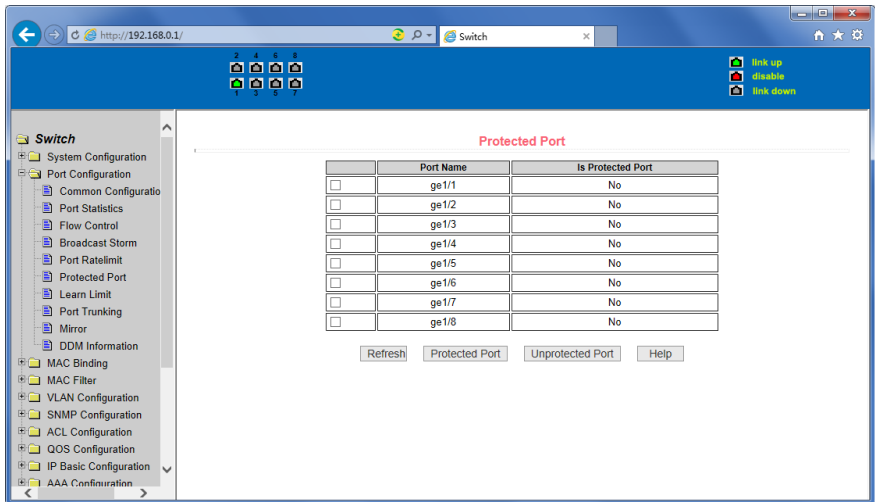 http://192.168.0.1/
Switch
2 4 6 8
1 3 5 7
link up
disable
link down
Switch
System Configuration
Port Configuration
Common Configuratio
Port Statistics
Flow Control
Broadcast Storm
Port Ratelimit
Protected Port
Learn Limit
Port Trunking
Mirror
DDM Information
MAC Binding
MAC Filter
VLAN Configuration
SNMP Configuration
ACL Configuration
QOS Configuration
IP Basic Configuration
AAA Configuration
Protected Port
Port Name Is Protected Port
ge1/1 No
ge1/2 No
ge1/3 No
ge1/4 No
ge1/5 No
ge1/6 No
ge1/7 No
ge1/8 No
Refresh Protected Port Unprotected Port Help